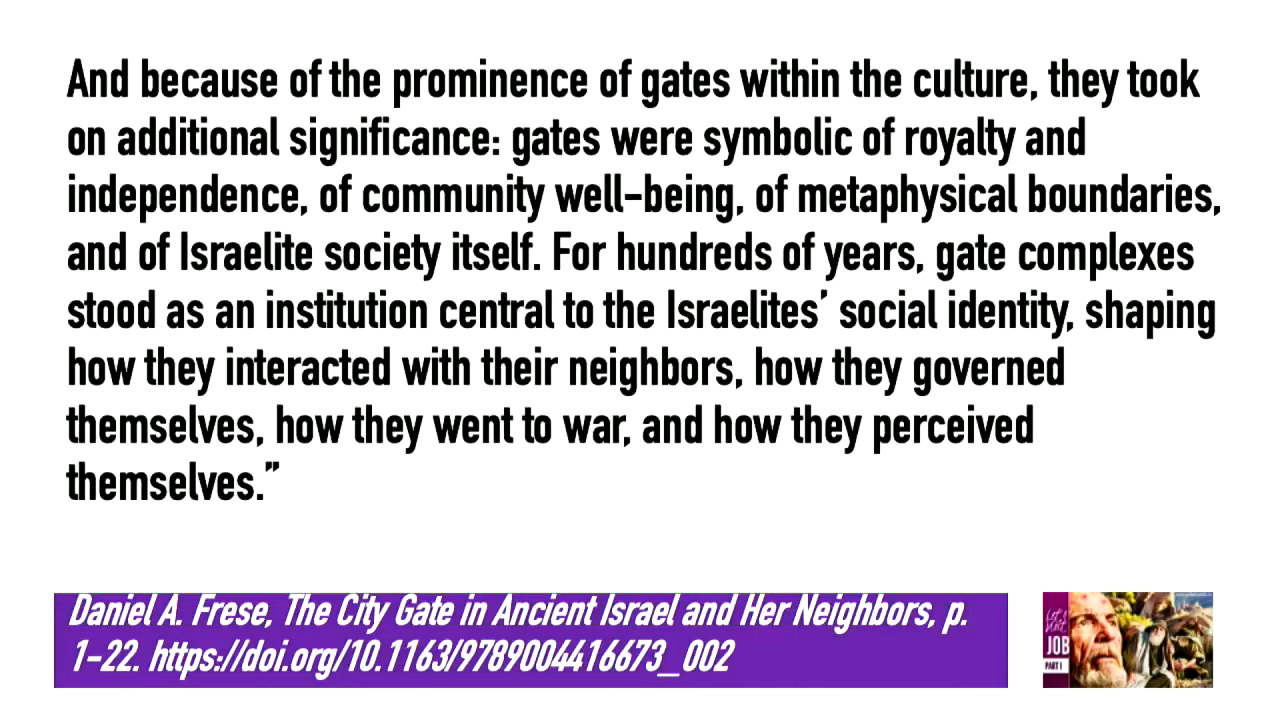 And because of the prominence of gates within the culture, they took
on additional significance: gates were symbolic of royalty and
independence, of community well-being, of metaphysical boundaries,
and of Israelite society itself. For hundreds of years, gate complexes
stood as an institution central to the Israelites’ social identity, shaping
how they interacted with their neighbors, how they governed
themselves, how they went to war, and how they perceived
themselves.”
Daniel A. Frese, The City Gate in Ancient Israel and Her Neighbors, p.
1-22. https://doi.org/10.1163/9789004416673_002
JOB
PART I